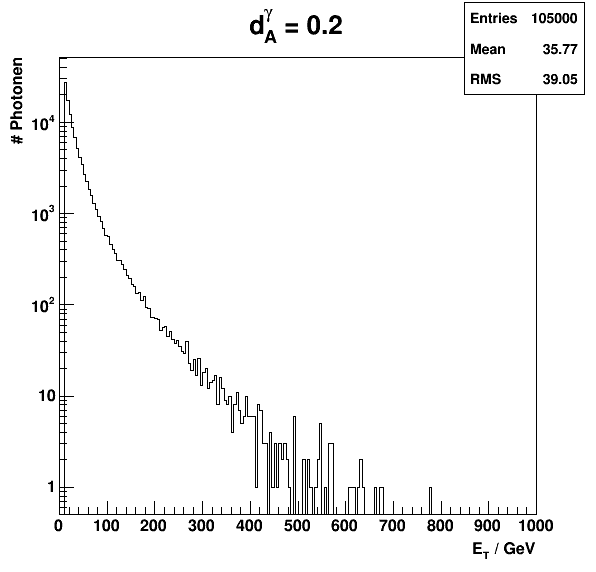 d_A^γ = 0.2
Entries 105000
Mean 35.77
RMS 39.05
# Photonen
10^4
10^3
10^2
10
1
0 100 200 300 400 500 600 700 800 900 1000
E_T / GeV